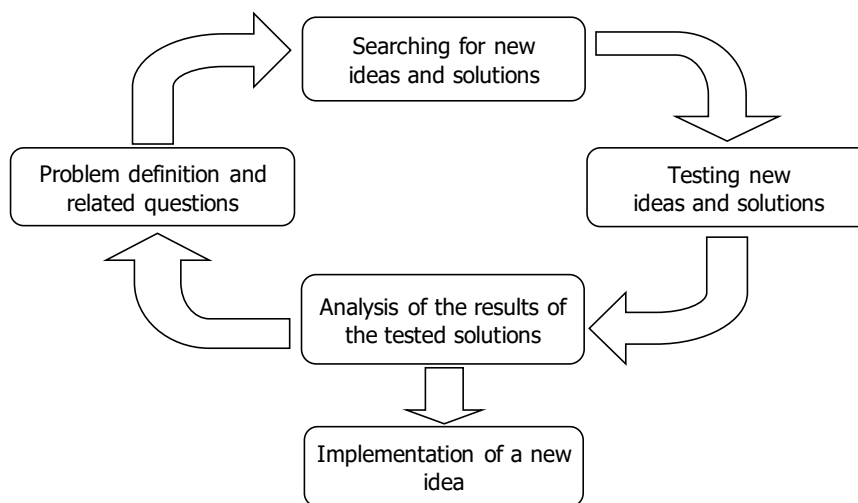 Searching for new
ideas and solutions
Problem definition and
related questions
Testing new
ideas and solutions
Analysis of the results of
the tested solutions
Implementation of a new
idea